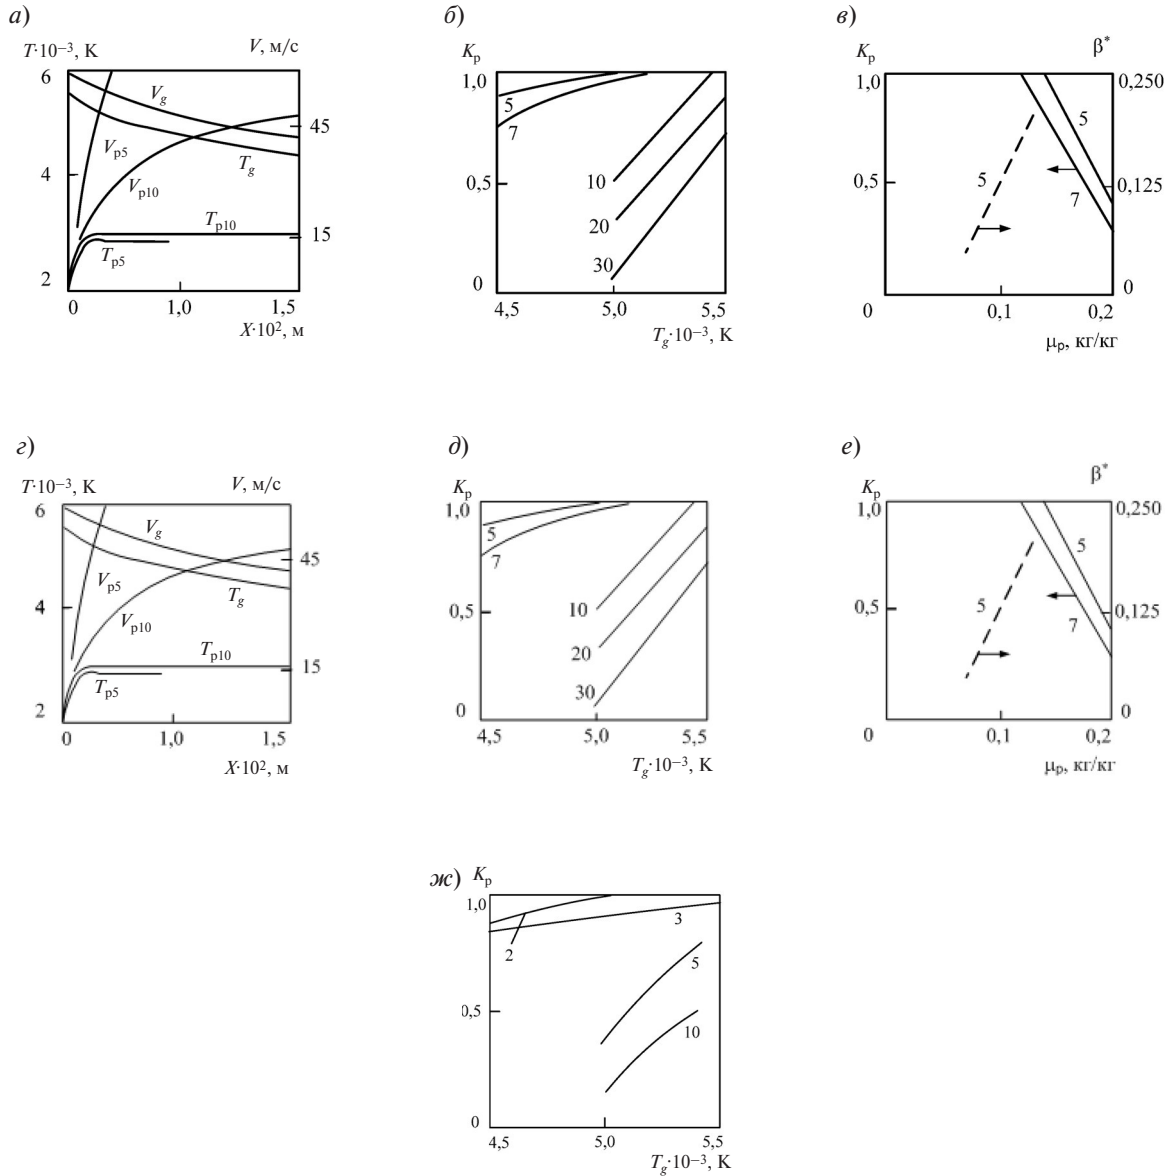 а)
T·10⁻³, K
V, м/с
6
4
2
45
15
V_g
V_p5
V_p10
T_g
T_p10
T_p5
0
1,0
1,5
X·10², м
б)
K_p
1,0
0,5
0
5
7
10
20
30
4,5
5,0
5,5
T_g·10⁻³, K
в)
K_p
β*
1,0
0,5
0,250
0,125
0
5
5
7
0
0,1
0,2
μ_p, кг/кг
г)
T·10⁻³, K
V, м/с
6
4
2
45
15
V_g
V_p5
V_p10
T_g
T_p10
T_p5
0
1,0
1,5
X·10², м
д)
K_p
1,0
0,5
0
5
7
10
20
30
4,5
5,0
5,5
T_g·10⁻³, K
е)
K_p
β*
1,0
0,5
0,250
0,125
0
5
5
7
0
0,1
0,2
μ_p, кг/кг
ж)
K_p
1,0
0,5
0
2
3
5
10
4,5
5,0
5,5
T_g·10⁻³, K